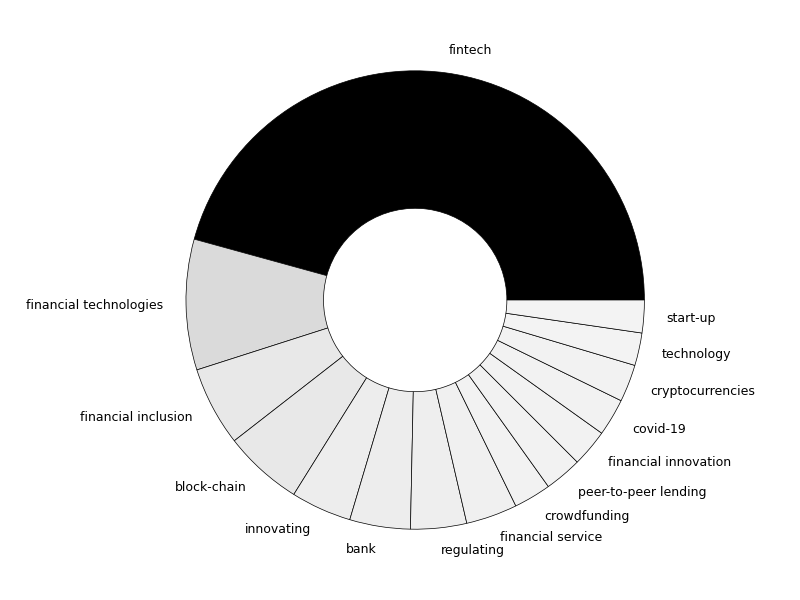 fintech
financial technologies
financial inclusion
block-chain
innovating
bank
regulating
financial service
crowdfunding
peer-to-peer lending
financial innovation
covid-19
cryptocurrencies
technology
start-up